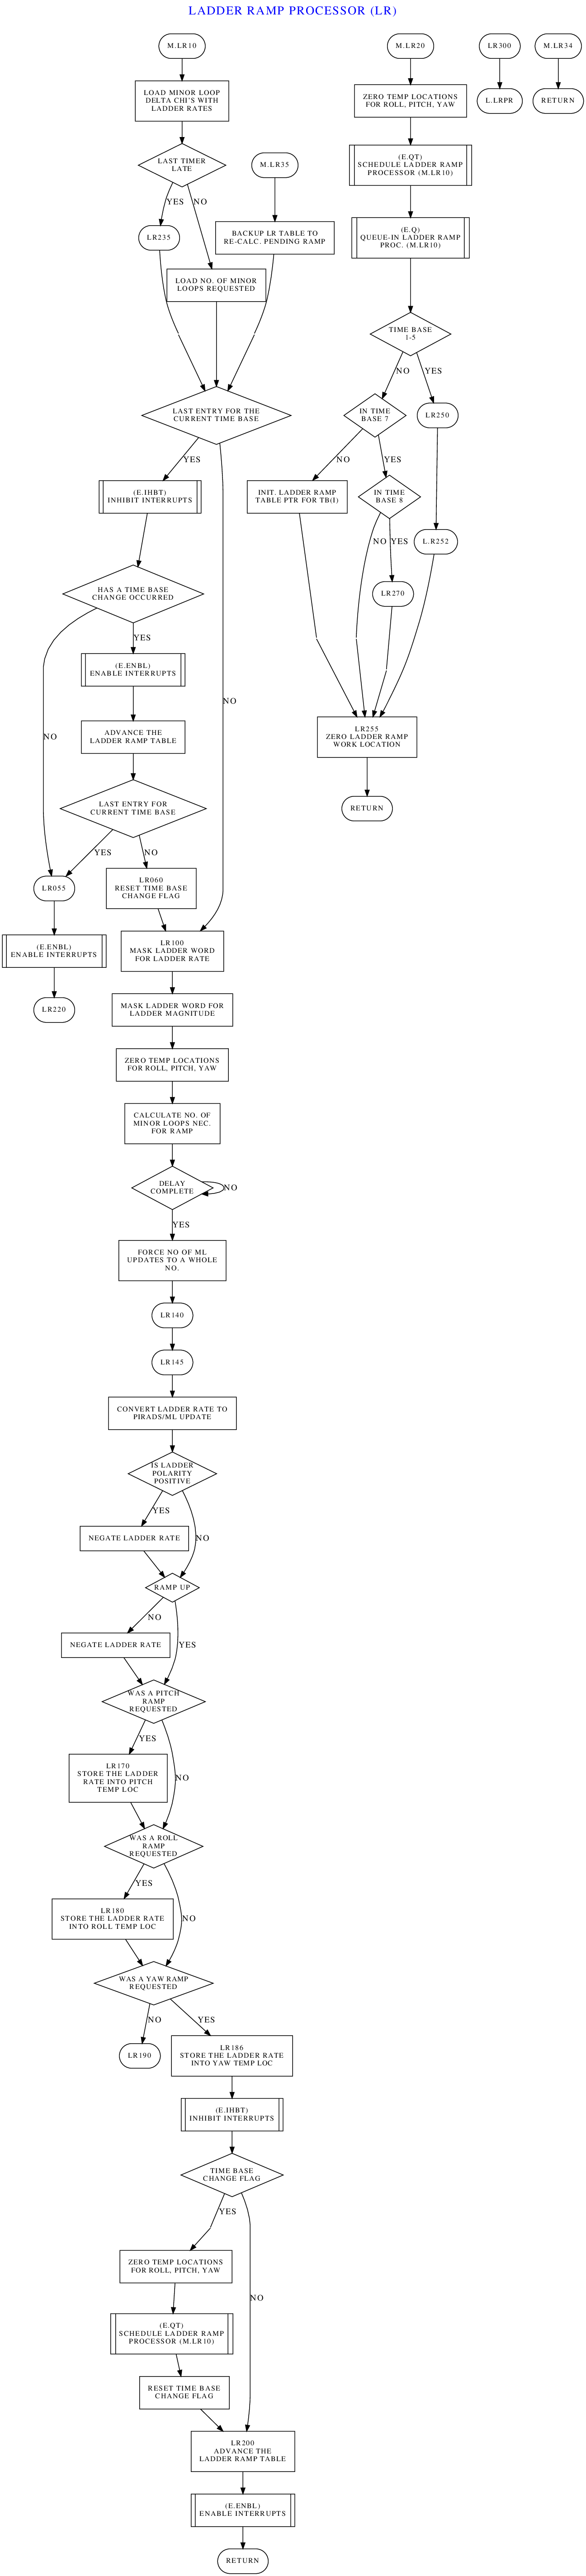 LADDER RAMP PROCESSOR (LR)
M.LR10
LOAD MINOR LOOP
DELTA CHI'S WITH
LADDER RATES
LAST TIMER
LATE
YES
NO
LR235
M.LR35
BACKUP LR TABLE TO
RE-CALC. PENDING RAMP
LOAD NO. OF MINOR
LOOPS REQUESTED
LAST ENTRY FOR THE
CURRENT TIME BASE
YES
NO
(E.IHBT)
INHIBIT INTERRUPTS
HAS A TIME BASE
CHANGE OCCURRED
YES
NO
(E.ENBL)
ENABLE INTERRUPTS
ADVANCE THE
LADDER RAMP TABLE
LAST ENTRY FOR
CURRENT TIME BASE
YES
NO
LR055
LR060
RESET TIME BASE
CHANGE FLAG
(E.ENBL)
ENABLE INTERRUPTS
LR220
LR100
MASK LADDER WORD
FOR LADDER RATE
MASK LADDER WORD FOR
LADDER MAGNITUDE
ZERO TEMP LOCATIONS
FOR ROLL, PITCH, YAW
CALCULATE NO. OF
MINOR LOOPS NEC.
FOR RAMP
DELAY
COMPLETE
NO
YES
FORCE NO OF ML
UPDATES TO A WHOLE
NO.
LR140
LR145
CONVERT LADDER RATE TO
PIRADS/ML UPDATE
IS LADDER
POLARITY
POSITIVE
YES
NO
NEGATE LADDER RATE
RAMP UP
NO
YES
NEGATE LADDER RATE
WAS A PITCH
RAMP
REQUESTED
YES
NO
LR170
STORE THE LADDER
RATE INTO PITCH
TEMP LOC
WAS A ROLL
RAMP
REQUESTED
YES
NO
LR180
STORE THE LADDER RATE
INTO ROLL TEMP LOC
WAS A YAW RAMP
REQUESTED
NO
YES
LR190
LR186
STORE THE LADDER RATE
INTO YAW TEMP LOC
(E.IHBT)
INHIBIT INTERRUPTS
TIME BASE
CHANGE FLAG
YES
NO
ZERO TEMP LOCATIONS
FOR ROLL, PITCH, YAW
(E.QT)
SCHEDULE LADDER RAMP
PROCESSOR (M.LR10)
RESET TIME BASE
CHANGE FLAG
LR200
ADVANCE THE
LADDER RAMP TABLE
(E.ENBL)
ENABLE INTERRUPTS
RETURN
M.LR20
ZERO TEMP LOCATIONS
FOR ROLL, PITCH, YAW
(E.QT)
SCHEDULE LADDER RAMP
PROCESSOR (M.LR10)
(E.Q)
QUEUE-IN LADDER RAMP
PROC. (M.LR10)
TIME BASE
1-5
NO
YES
IN TIME
BASE 7
LR250
NO
YES
INIT. LADDER RAMP
TABLE PTR FOR TB(I)
IN TIME
BASE 8
NO
YES
L.R252
LR270
LR255
ZERO LADDER RAMP
WORK LOCATION
RETURN
LR300
L.LRPR
M.LR34
RETURN